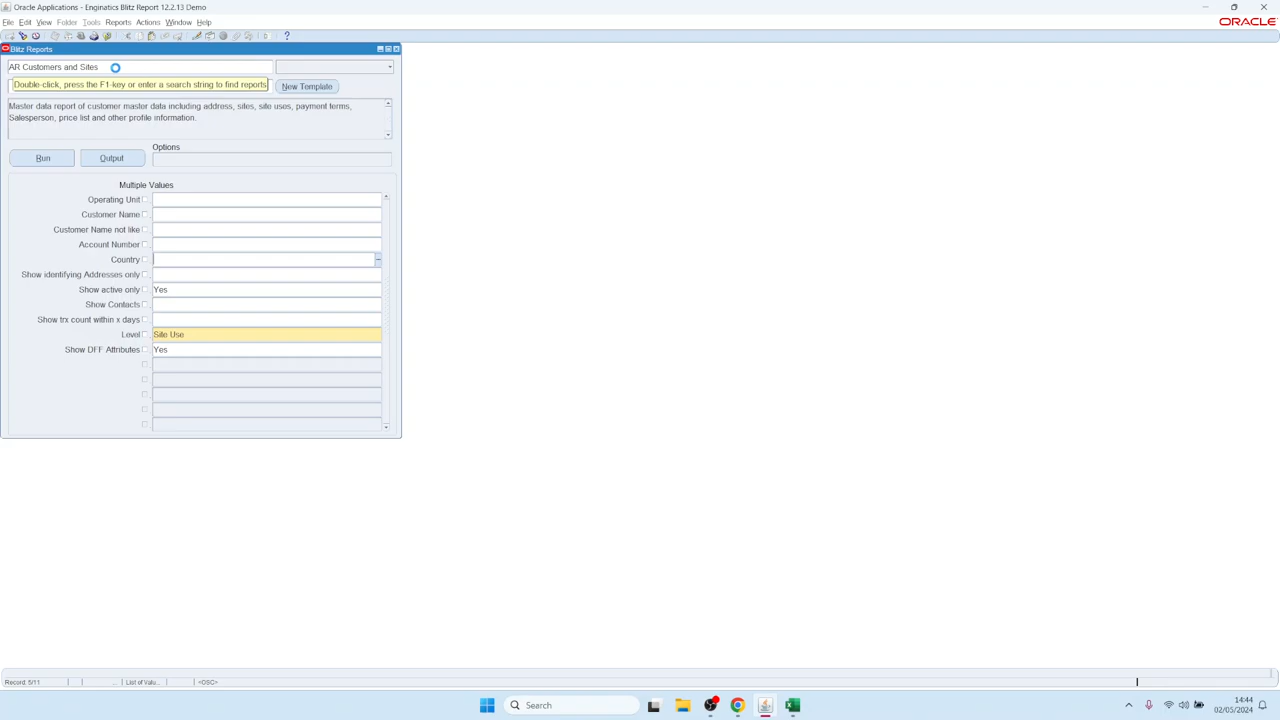 Oracle Applications - Enginatics Blitz Report 12.2.13 Demo
File Edit View Folder Tools Reports Actions Window Help
ORACLE
Blitz Reports
AR Customers and Sites
Double-click, press the F1-key or enter a search string to find reports
New Template
Master data report of customer master data including address, sites, site uses, payment terms,
Salesperson, price list and other profile information.
Options
Run Output
Multiple Values
Operating Unit
Customer Name
Customer Name not like
Account Number
Country
Show identifying Addresses only
Show active only Yes
Show Contacts
Show trx count within x days
Level Site Use
Show DFF Attributes Yes
Record: 5/11 ... List of Valu... <OSC>
Search
14:44
02/05/2024